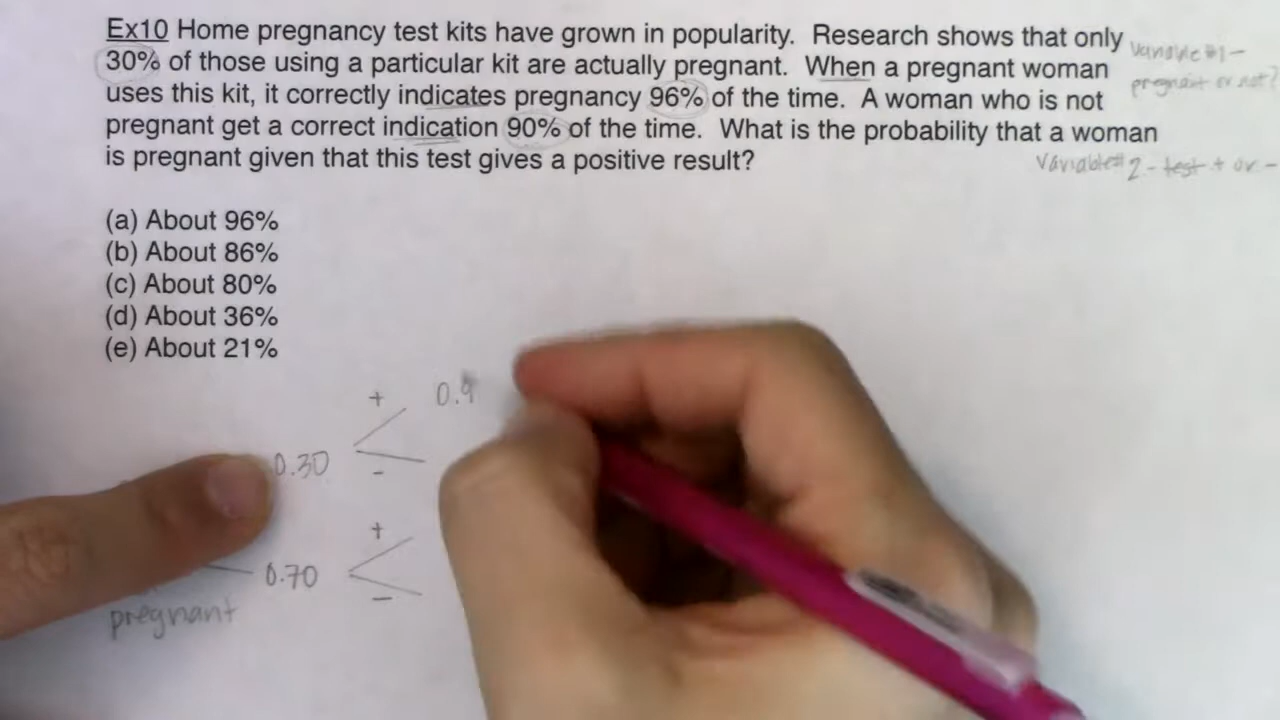 Ex10 Home pregnancy test kits have grown in popularity. Research shows that only
30% of those using a particular kit are actually pregnant. When a pregnant woman
uses this kit, it correctly indicates pregnancy 96% of the time. A woman who is not
pregnant get a correct indication 90% of the time. What is the probability that a woman
is pregnant given that this test gives a positive result?
Variable #1 -
pregnant or not?
Variable# 2 - test + or -
(a) About 96%
(b) About 86%
(c) About 80%
(d) About 36%
(e) About 21%
+ 0.9
0.30
-
+
0.70
-
pregnant